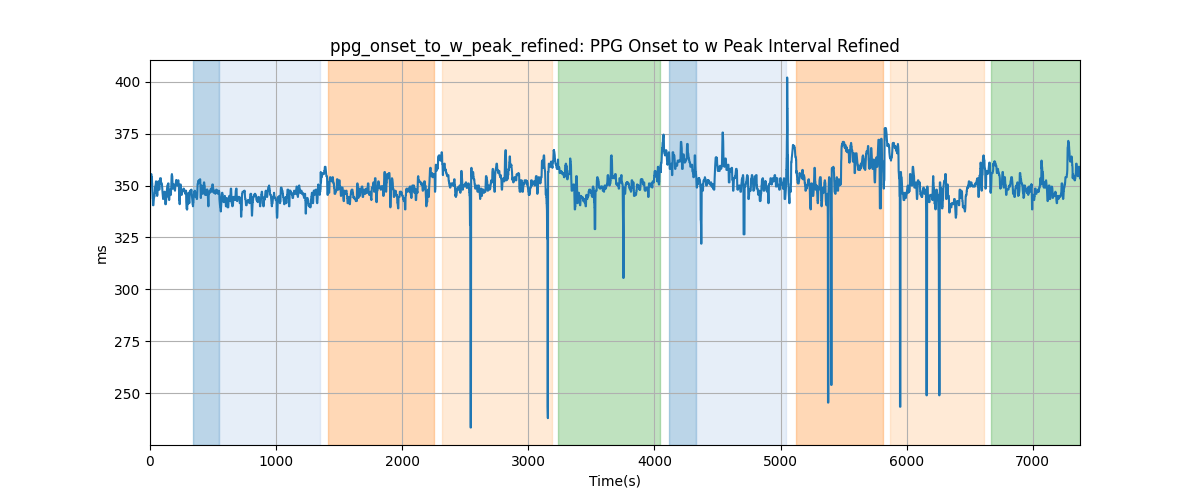 ppg_onset_to_w_peak_refined: PPG Onset to w Peak Interval Refined
400
375
350
325
300
275
250
ms
0 1000 2000 3000 4000 5000 6000 7000
Time(s)